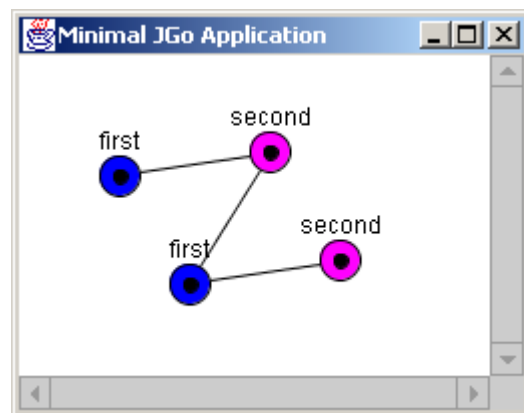 Minimal JGo Application
second
first
second
first